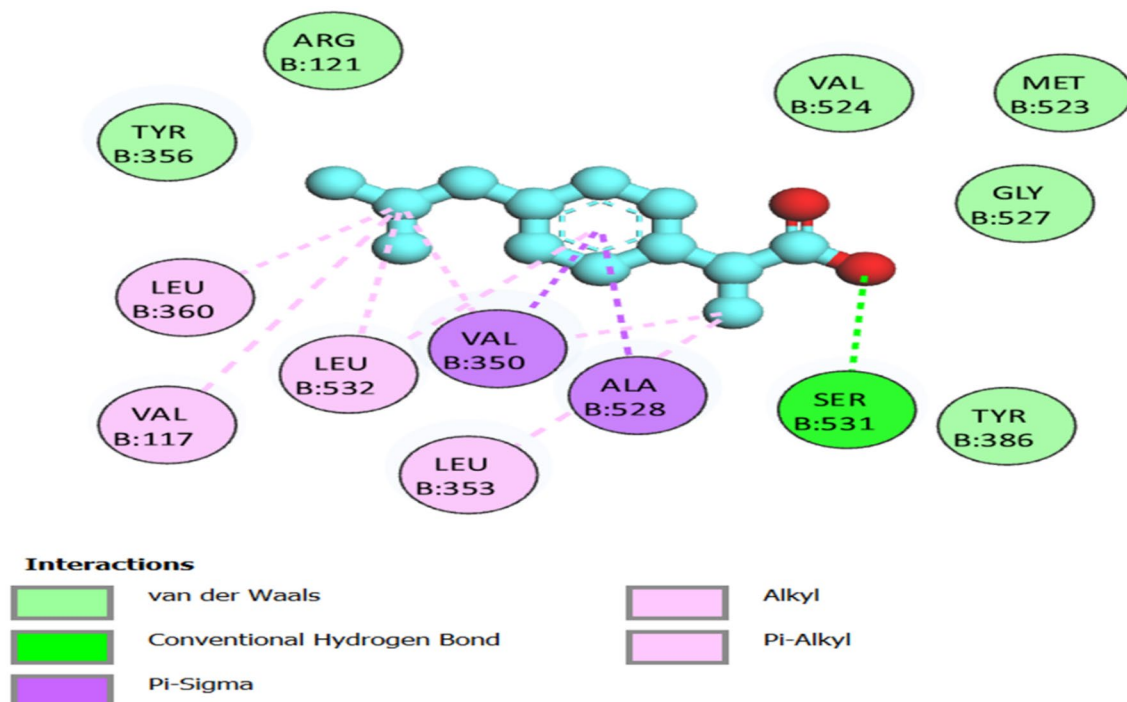 ARG
B:121
VAL
B:524
MET
B:523
TYR
B:356
GLY
B:527
LEU
B:360
VAL
B:350
LEU
B:532
ALA
B:528
SER
B:531
VAL
B:117
TYR
B:386
LEU
B:353
Interactions
van der Waals
Conventional Hydrogen Bond
Pi-Sigma
Alkyl
Pi-Alkyl